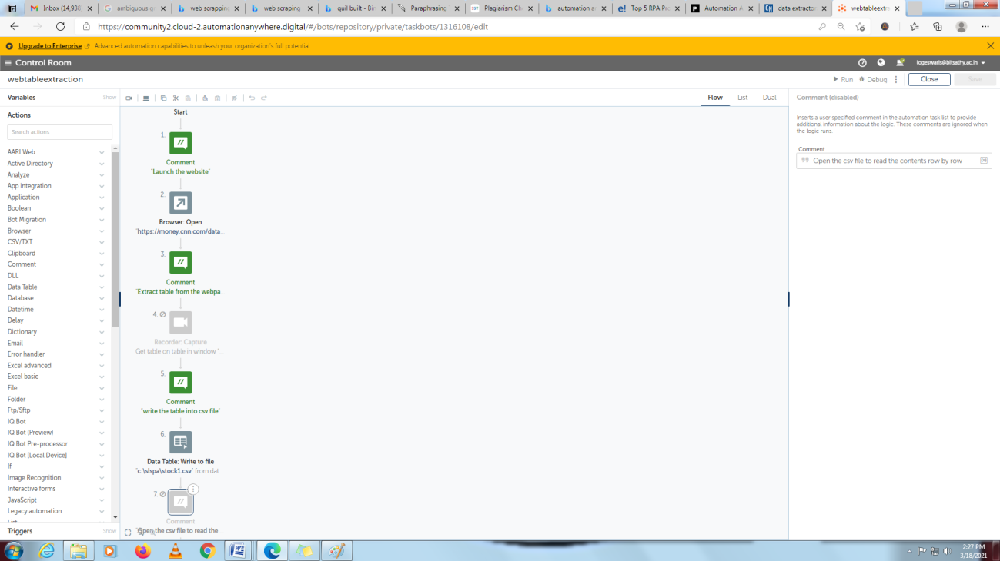 Inbox (14,938)
ambiguous g
web scrapping
web scraping
quil built - Bin
Paraphrasing
Plagiarism Ch
automation a
Top 5 RPA Pr
Automation A
data extractor
webtableextra
https://community2.cloud-2.automationanywhere.digital/#/bots/repository/private/taskbots/1316108/edit
Upgrade to Enterprise Advanced automation capabilities to unleash your organization's full potential.
Control Room
logeswaris@bitsathy.ac.in
webtableextraction
Run Debug Close Save
Variables Show
Flow List Dual
Comment (disabled)
Actions
Search actions
AARI Web
Active Directory
Analyze
App integration
Application
Boolean
Bot Migration
Browser
CSV/TXT
Clipboard
Comment
DLL
Data Table
Database
Datetime
Delay
Dictionary
Email
Error handler
Excel advanced
Excel basic
File
Folder
Ftp/Sftp
IQ Bot
IQ Bot (Preview)
IQ Bot Pre-processor
IQ Bot [Local Device]
If
Image Recognition
Interactive forms
JavaScript
Legacy automation
List
Triggers Show
Start
1.
Comment
"Launch the website"
2.
Browser: Open
"https://money.cnn.com/data...
3.
Comment
"Extract table from the webpa...
4.
Recorder: Capture
Get table on table in window "...
5.
Comment
"write the table into csv file"
6.
Data Table: Write to file
"c:\slspa\stock1.csv" from dat...
7.
Comment
"Open the csv file to read the ...
Inserts a user specified comment in the automation task list to provide
additional information about the logic. These comments are ignored when
the logic runs.
Comment
Open the csv file to read the contents row by row
2:27 PM
3/18/2021